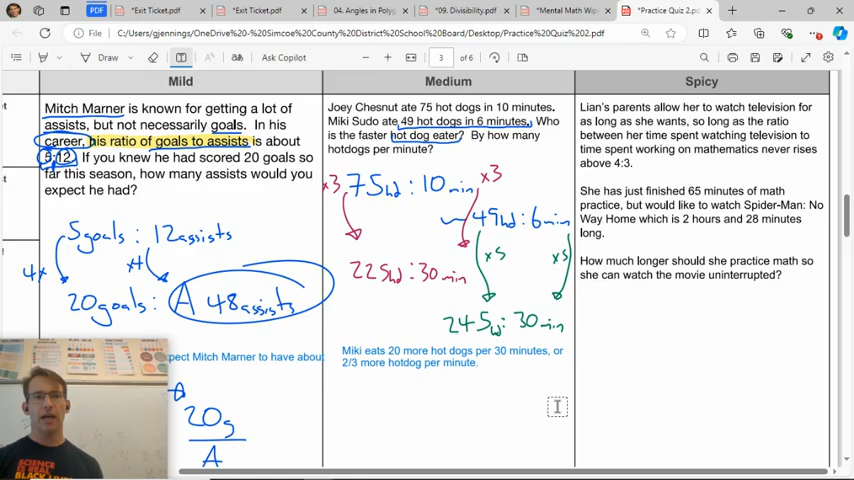 *Exit Ticket.pdf
*Exit Ticket.pdf
04. Angles in Polyg
*09. Divisibility.pdf
*Mental Math Wipe
*Practice Quiz 2.p
PDF
File
C:/Users/gjennings/OneDrive%20-%20Simcoe%20County%20District%20School%20Board/Desktop/Practice%20Quiz%202.pdf
Draw
Ask Copilot
3
of 6
Mild
Medium
Spicy
Mitch Marner is known for getting a lot of
assists, but not necessarily goals. In his
career, his ratio of goals to assists is about
5:12. If you knew he had scored 20 goals so
far this season, how many assists would you
expect he had?
5goals : 12assists
4x
x4
20goals : A 48assists
xpect Mitch Marner to have about
20g
A
Joey Chesnut ate 75 hot dogs in 10 minutes.
Miki Sudo ate 49 hot dogs in 6 minutes. Who
is the faster hot dog eater? By how many
hotdogs per minute?
x3 75hd : 10min x3
49hd : 6min
x5 x5
225hd : 30min
245hd : 30min
Miki eats 20 more hot dogs per 30 minutes, or
2/3 more hotdog per minute.
Lian's parents allow her to watch television for
as long as she wants, so long as the ratio
between her time spent watching television to
time spent working on mathematics never rises
above 4:3.
She has just finished 65 minutes of math
practice, but would like to watch Spider-Man: No
Way Home which is 2 hours and 28 minutes
long.
How much longer should she practice math so
she can watch the movie uninterrupted?
SCIENCE IS REAL
BLACK LIVES